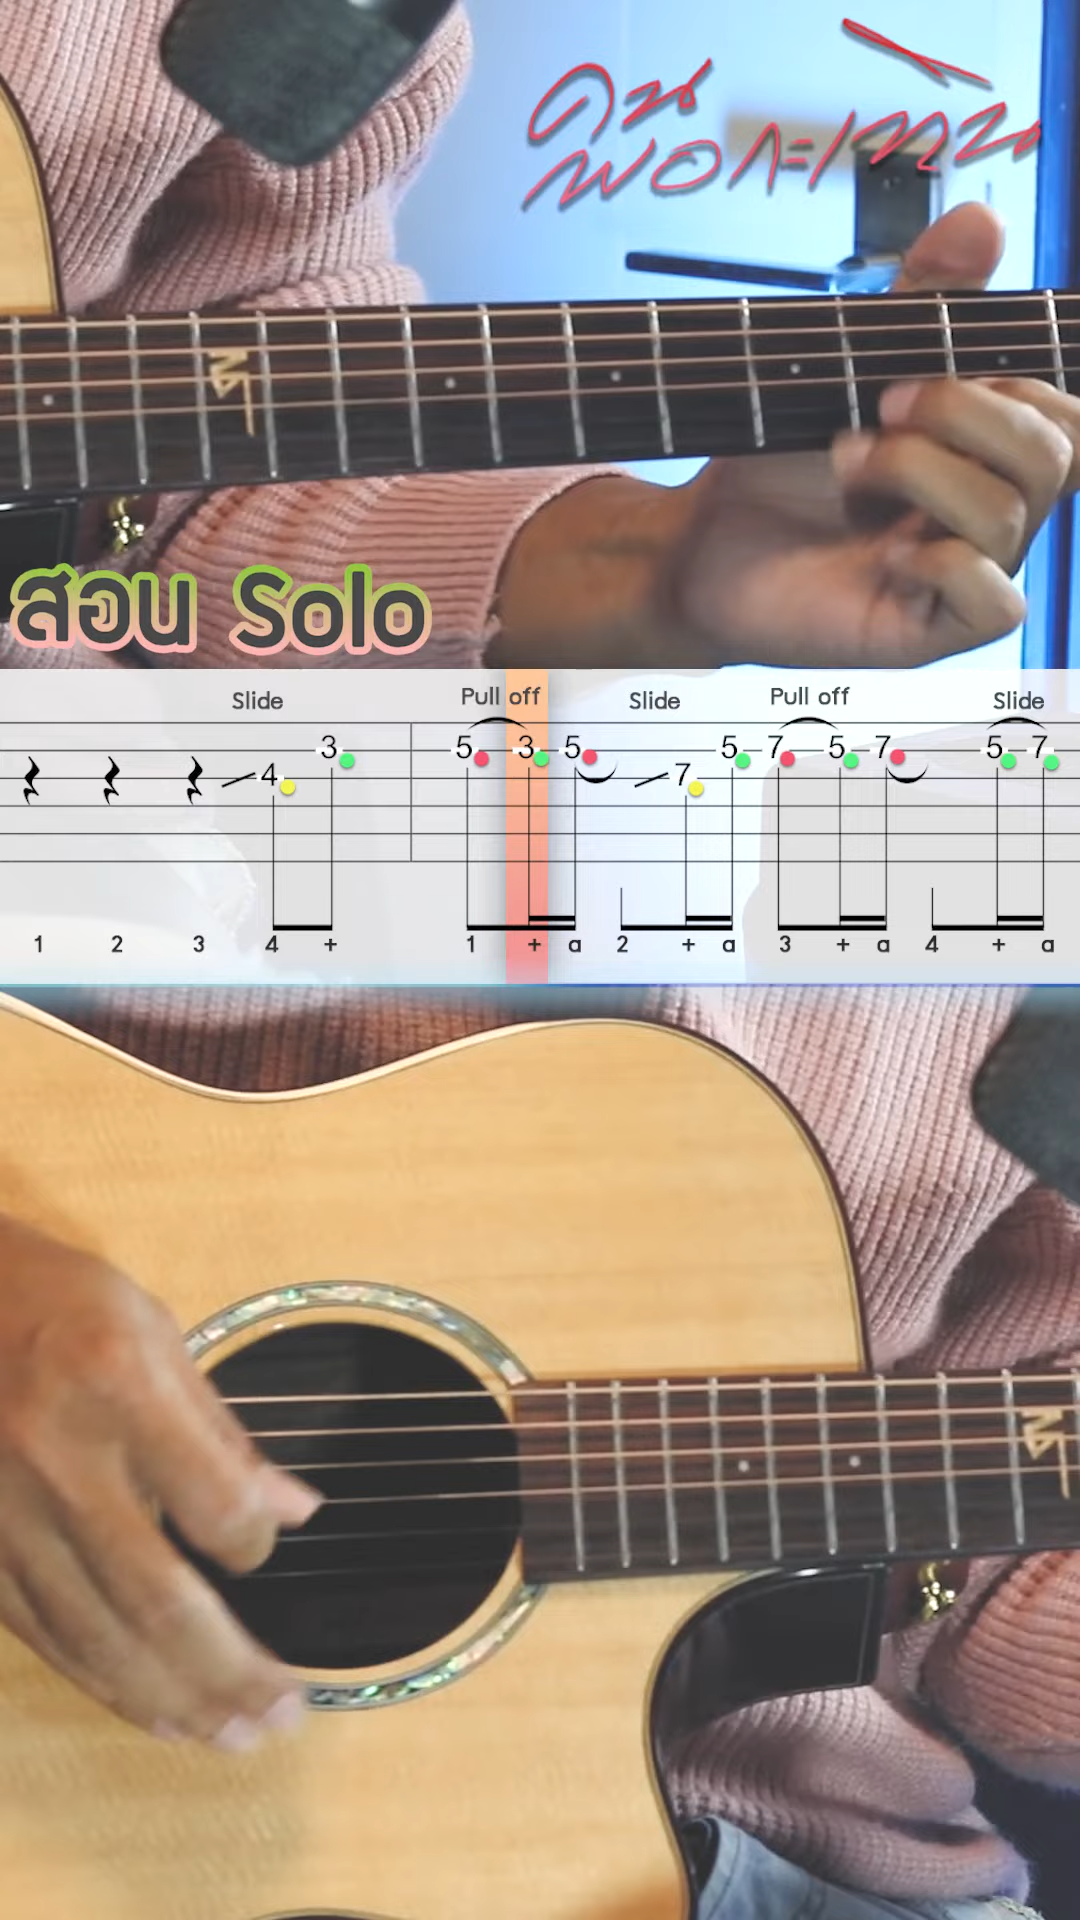 คน
พอกะเทิน
สอน Solo
Slide Pull off Slide Pull off Slide
4 3 5 3 5 7 5 7 5 7 5 7
1 2 3 4 + 1 + a 2 + a 3 + a 4 + a